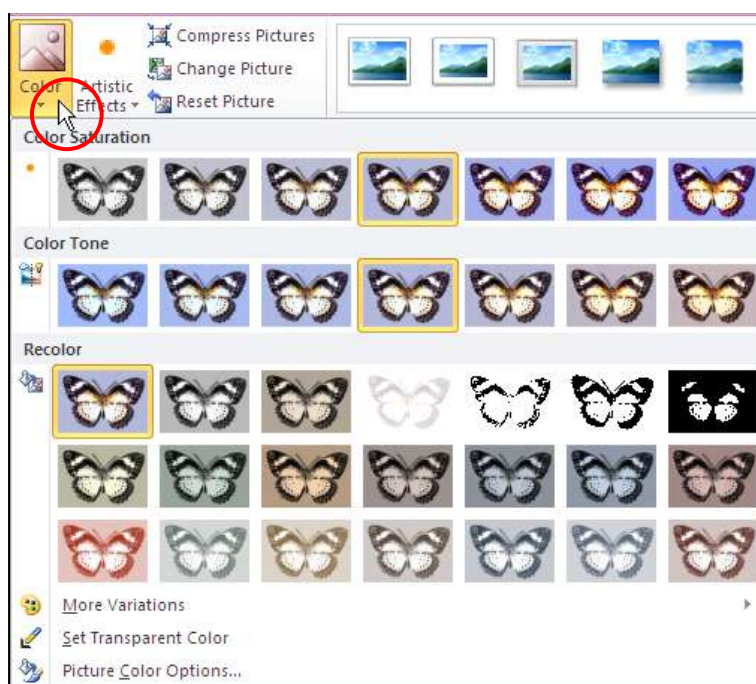 Compress Pictures
Change Picture
Color Artistic
Effects
Reset Picture
Color Saturation
Color Tone
Recolor
More Variations
Set Transparent Color
Picture Color Options...